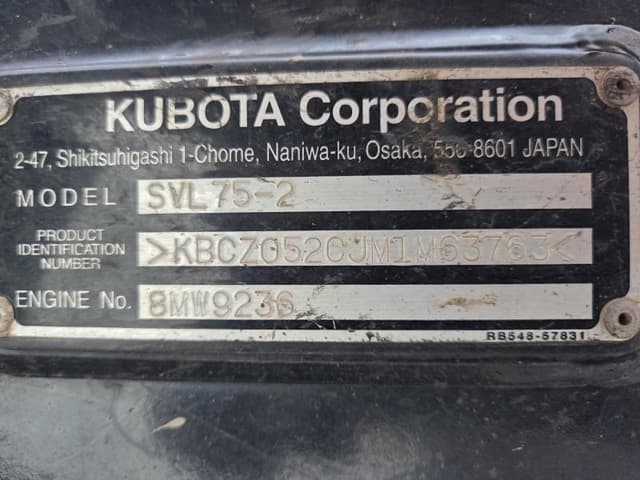 KUBOTA Corporation
2-47, Shikitsuhigashi 1-Chome, Naniwa-ku, Osaka, 556-8601 JAPAN
MODEL SVL75-2
PRODUCT
IDENTIFICATION
NUMBER
>KBCZ052CJM1M63763<
ENGINE No. 8MW9236
RB548-57831